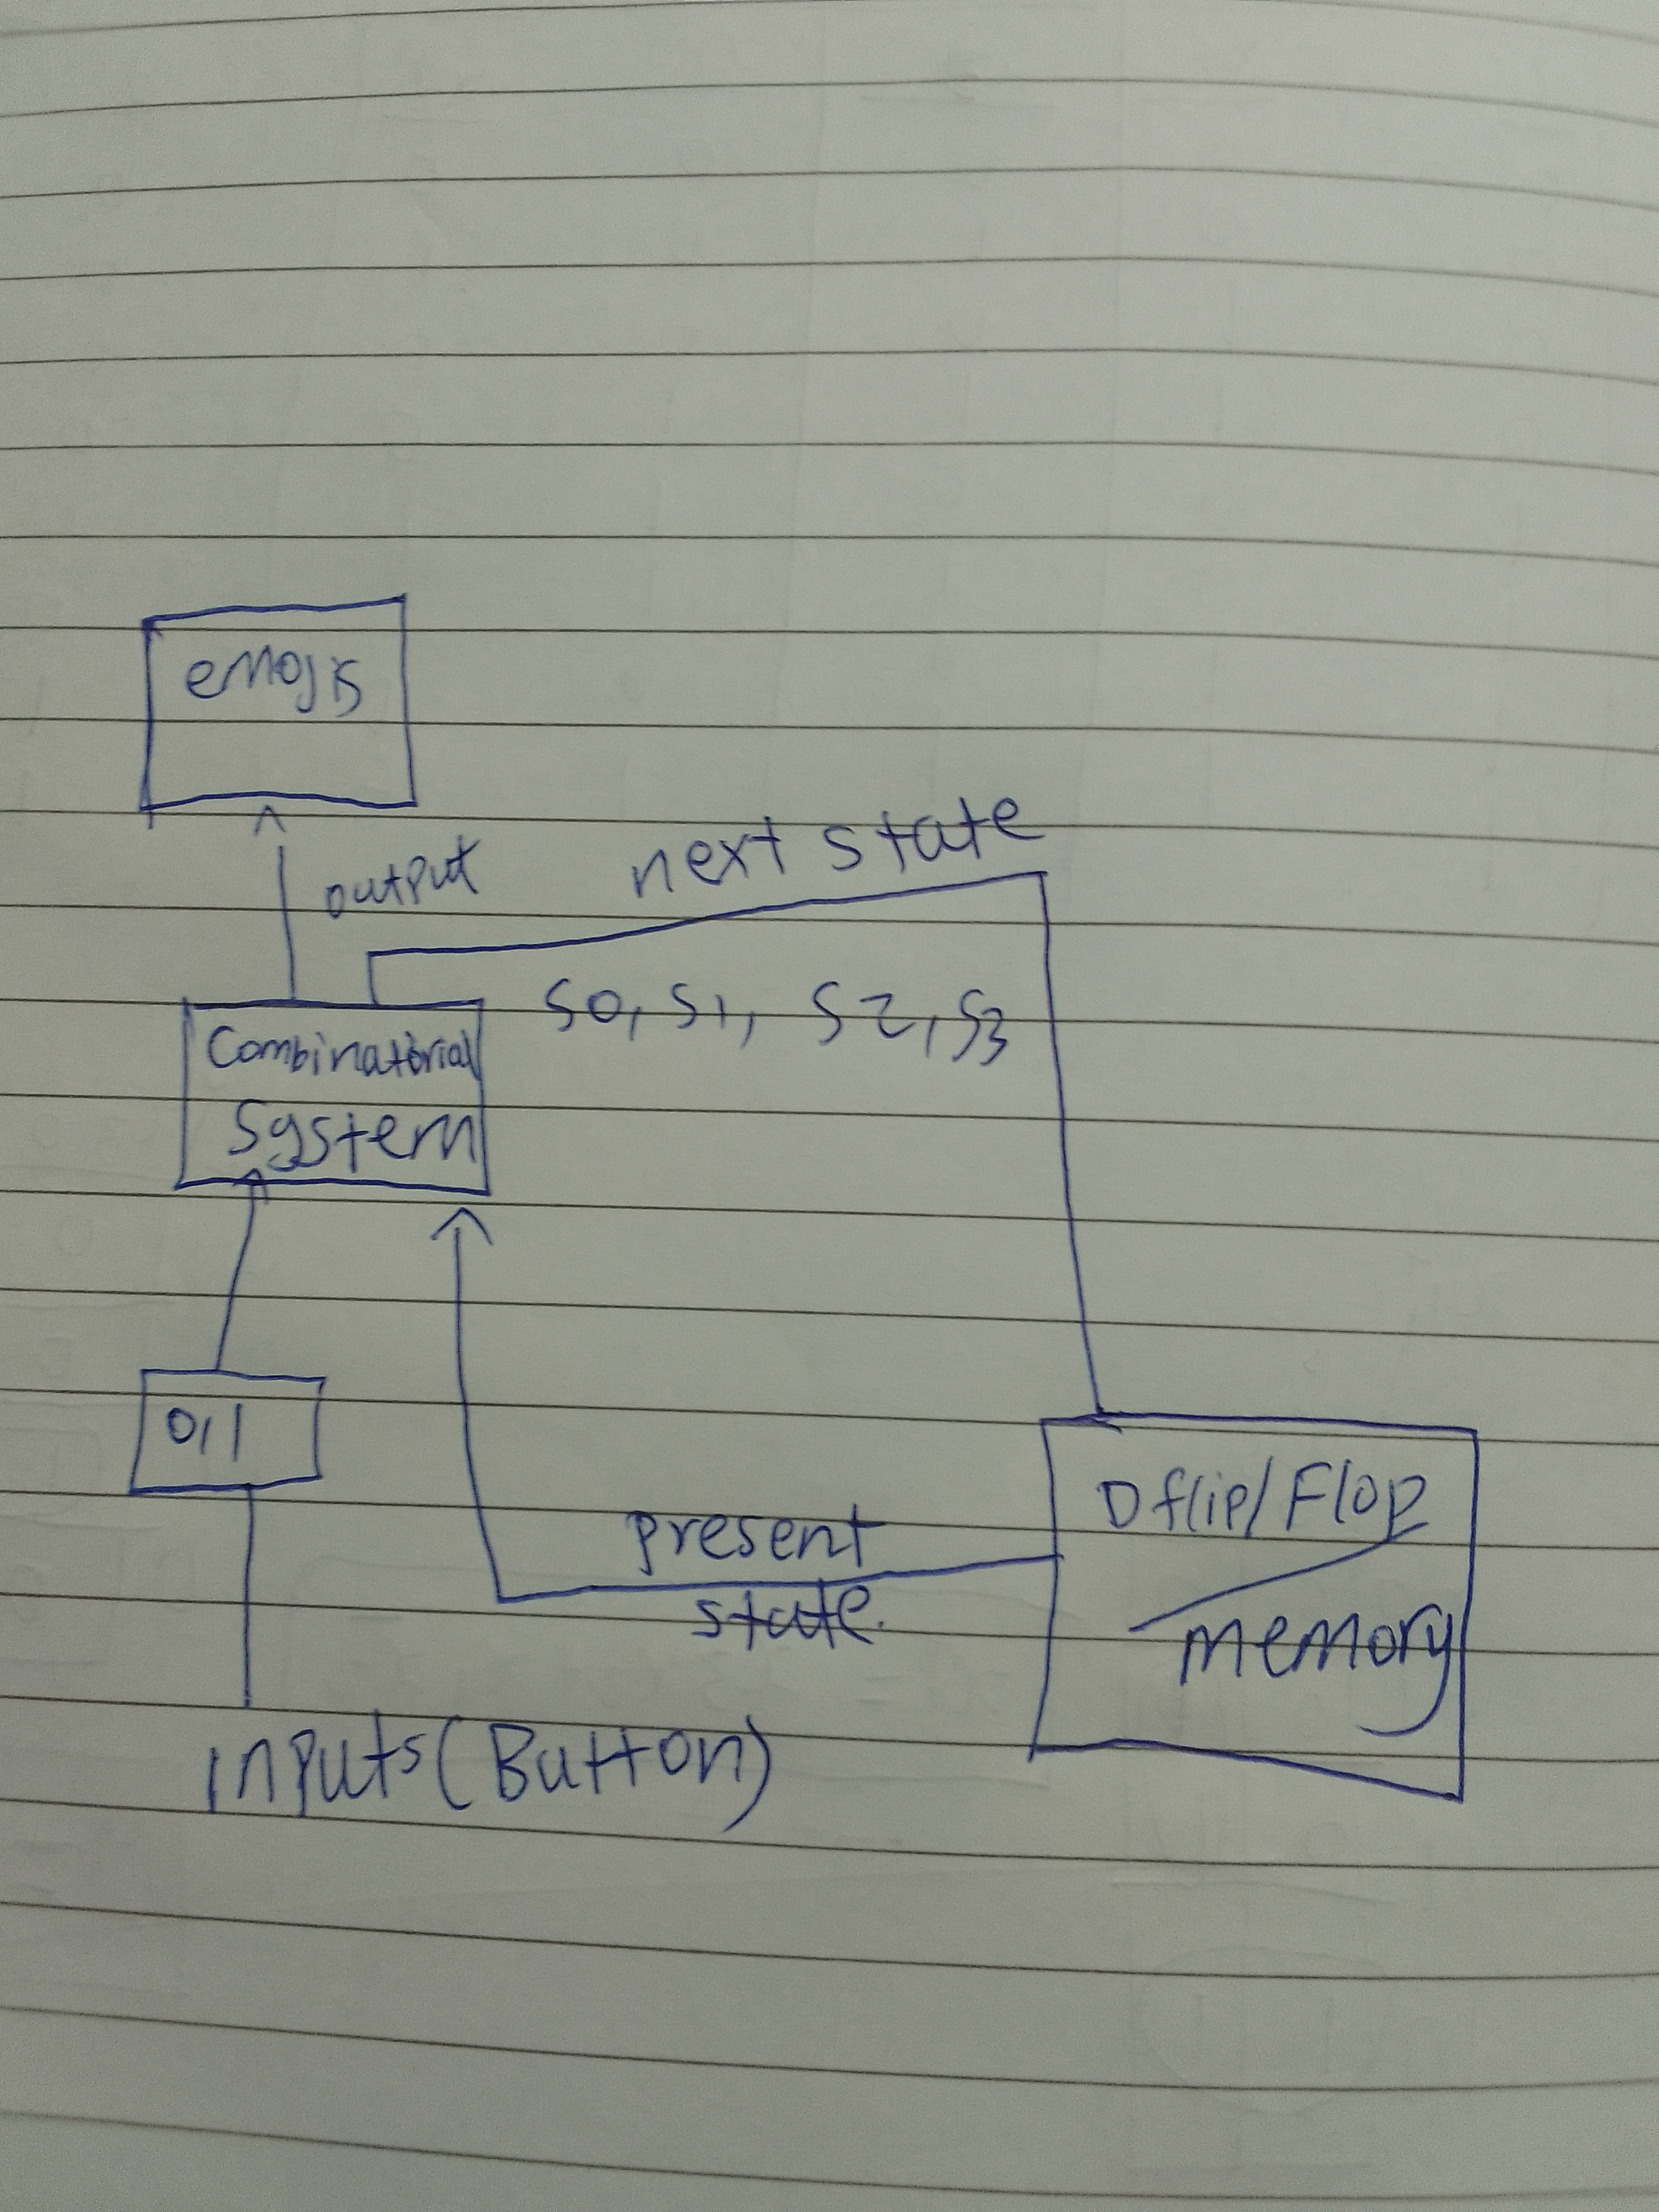 emojis
output
next state
S0, S1, S2, S3
Combinatorial
System
0,1
present
state.
D flip/Flop
memory
inputs(Button)